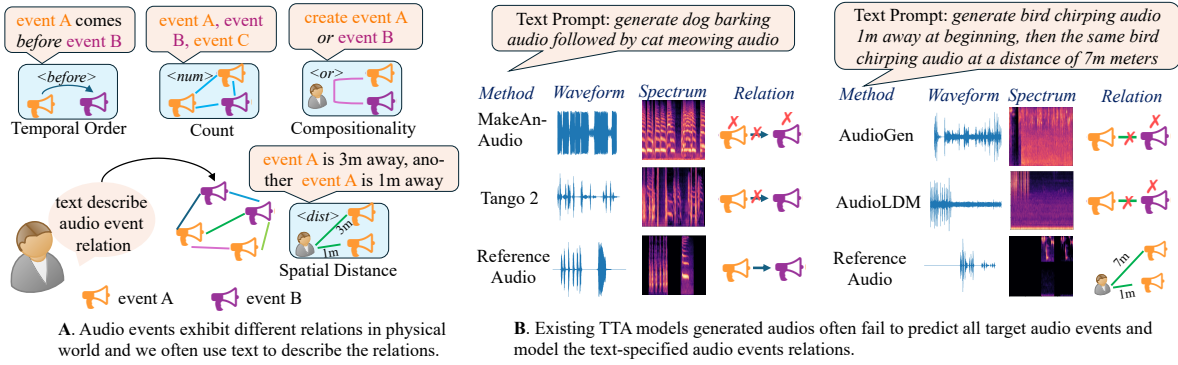 event A comes
before event B
<before>
Temporal Order
event A, event
B, event C
<num>
Count
create event A
or event B
<or>
Compositionality
text describe
audio event
relation
event A is 3m away, ano-
ther event A is 1m away
<dist>
3m
1m
Spatial Distance
event A
event B
A. Audio events exhibit different relations in physical
world and we often use text to describe the relations.
Text Prompt: generate dog barking
audio followed by cat meowing audio
Method Waveform Spectrum Relation
MakeAn-
Audio
Tango 2
Reference
Audio
Text Prompt: generate bird chirping audio
1m away at beginning, then the same bird
chirping audio at a distance of 7m meters
Method Waveform Spectrum Relation
AudioGen
AudioLDM
Reference
Audio
7m
1m
B. Existing TTA models generated audios often fail to predict all target audio events and
model the text-specified audio events relations.